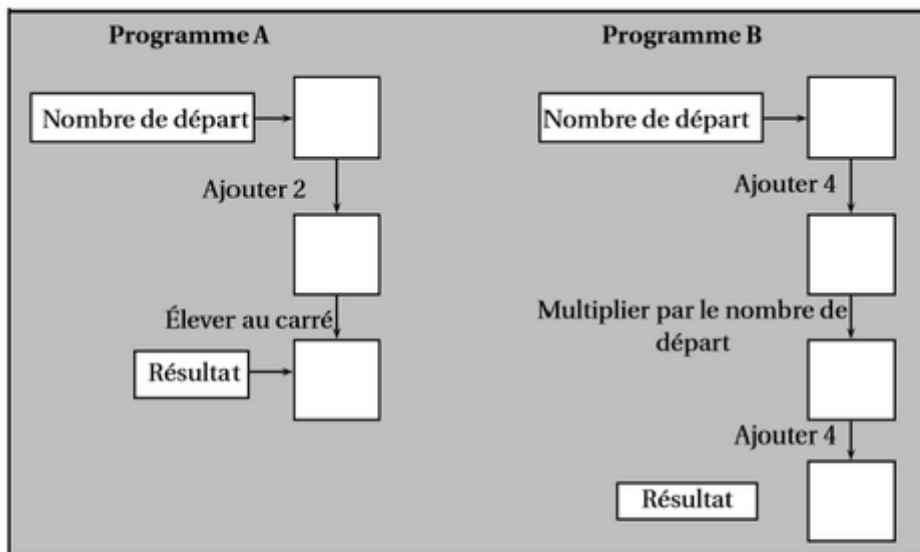 Programme A
Nombre de départ
Ajouter 2
Élever au carré
Résultat
Programme B
Nombre de départ
Ajouter 4
Multiplier par le nombre de
départ
Ajouter 4
Résultat